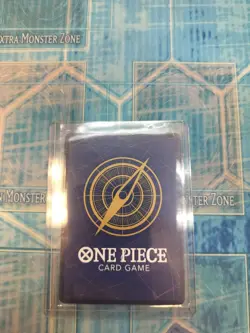 EXTRA MONSTER ZONE
N MONSTER
R ZONE
ONE PIECE
CARD GAME